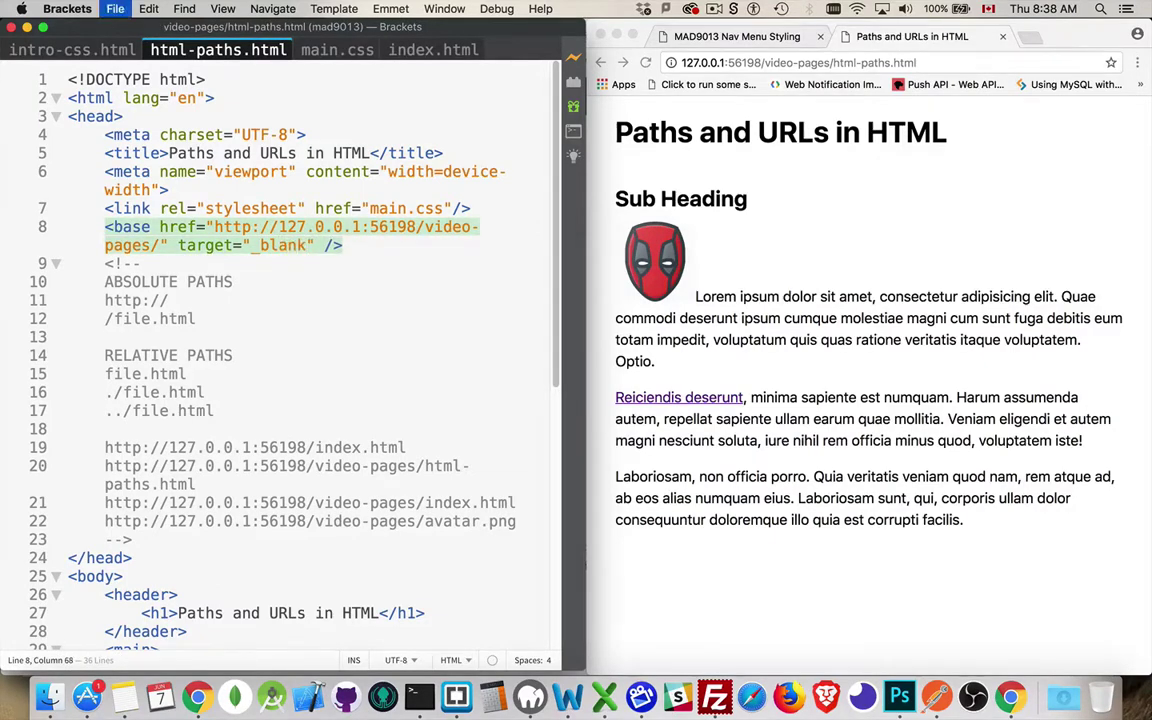 Brackets File Edit Find View Navigate Template Emmet Window Debug Help 100% Thu 8:38 AM
video-pages/html-paths.html (mad9013) — Brackets
intro-css.html html-paths.html main.css index.html
1 <!DOCTYPE html>
2 <html lang="en">
3 <head>
4 <meta charset="UTF-8">
5 <title>Paths and URLs in HTML</title>
6 <meta name="viewport" content="width=device-
width">
7 <link rel="stylesheet" href="main.css"/>
8 <base href="http://127.0.0.1:56198/video-
pages/" target="_blank" />
9 <!--
10 ABSOLUTE PATHS
11 http://
12 /file.html
13
14 RELATIVE PATHS
15 file.html
16 ./file.html
17 ../file.html
18
19 http://127.0.0.1:56198/index.html
20 http://127.0.0.1:56198/video-pages/html-
paths.html
21 http://127.0.0.1:56198/video-pages/index.html
22 http://127.0.0.1:56198/video-pages/avatar.png
23 -->
24 </head>
25 <body>
26 <header>
27 <h1>Paths and URLs in HTML</h1>
28 </header>
Line 8, Column 68 — 36 Lines INS UTF-8 HTML Spaces: 4
MAD9013 Nav Menu Styling Paths and URLs in HTML
127.0.0.1:56198/video-pages/html-paths.html
Apps Click to run some s... Web Notification Im... Push API - Web API... Using MySQL with... »
Paths and URLs in HTML
Sub Heading
Lorem ipsum dolor sit amet, consectetur adipisicing elit. Quae
commodi deserunt ipsum cumque molestiae magni cum sunt fuga debitis eum
totam impedit, voluptatum quis quas ratione veritatis itaque voluptatem.
Optio.
Reiciendis deserunt, minima sapiente est numquam. Harum assumenda
autem, repellat sapiente ullam earum quae mollitia. Veniam eligendi et autem
magni nesciunt soluta, iure nihil rem officia minus quod, voluptatem iste!
Laboriosam, non officia porro. Quia veritatis veniam quod nam, rem atque ad,
ab eos alias numquam eius. Laboriosam sunt, qui, corporis ullam dolor
consequuntur doloremque illo quia est corrupti facilis.